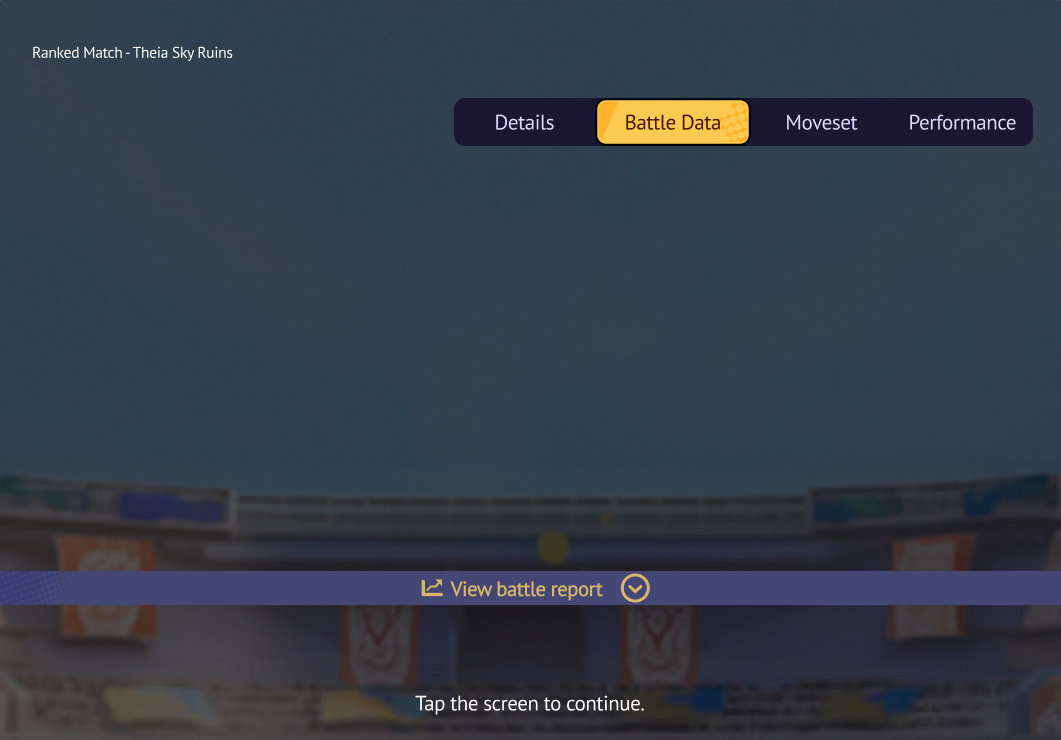 Ranked Match - Theia Sky Ruins
Details
Battle Data
Moveset
Performance
View battle report
Tap the screen to continue.